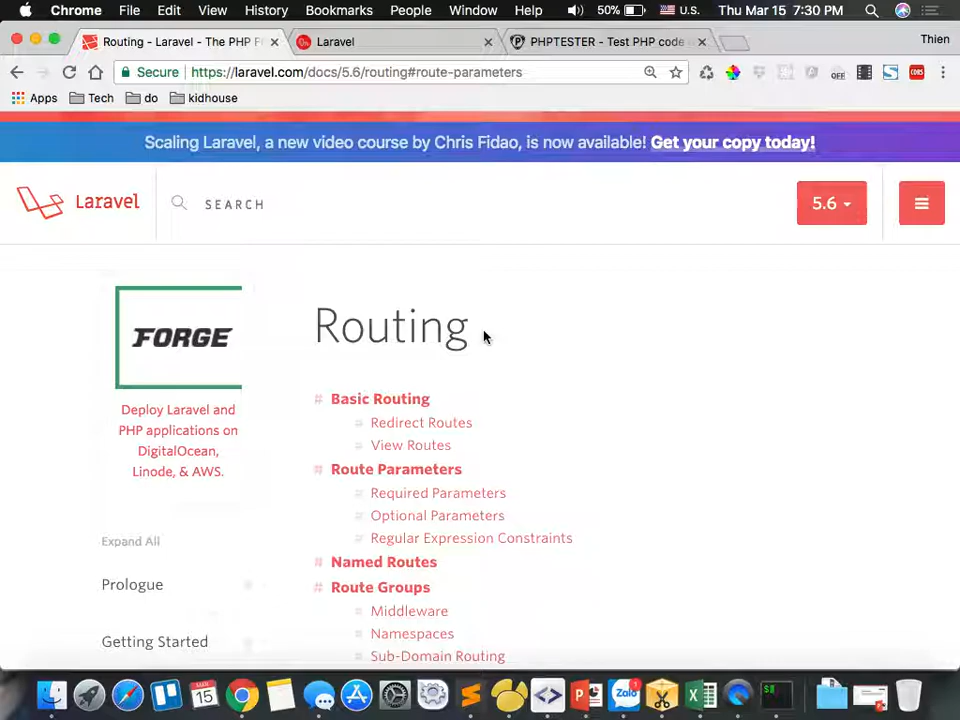 Chrome File Edit View History Bookmarks People Window Help 50% U.S. Thu Mar 15 7:30 PM
Routing - Laravel - The PHP F
Laravel
PHPTESTER - Test PHP code
Thien
Secure https://laravel.com/docs/5.6/routing#route-parameters
OFF
CORS
Apps Tech do kidhouse
Scaling Laravel, a new video course by Chris Fidao, is now available! Get your copy today!
Laravel
SEARCH
5.6
FORGE
Deploy Laravel and
PHP applications on
DigitalOcean,
Linode, & AWS.
Expand All
Prologue
Getting Started
Routing
# Basic Routing
# Redirect Routes
# View Routes
# Route Parameters
# Required Parameters
# Optional Parameters
# Regular Expression Constraints
# Named Routes
# Route Groups
# Middleware
# Namespaces
# Sub-Domain Routing
15
Zalo
1